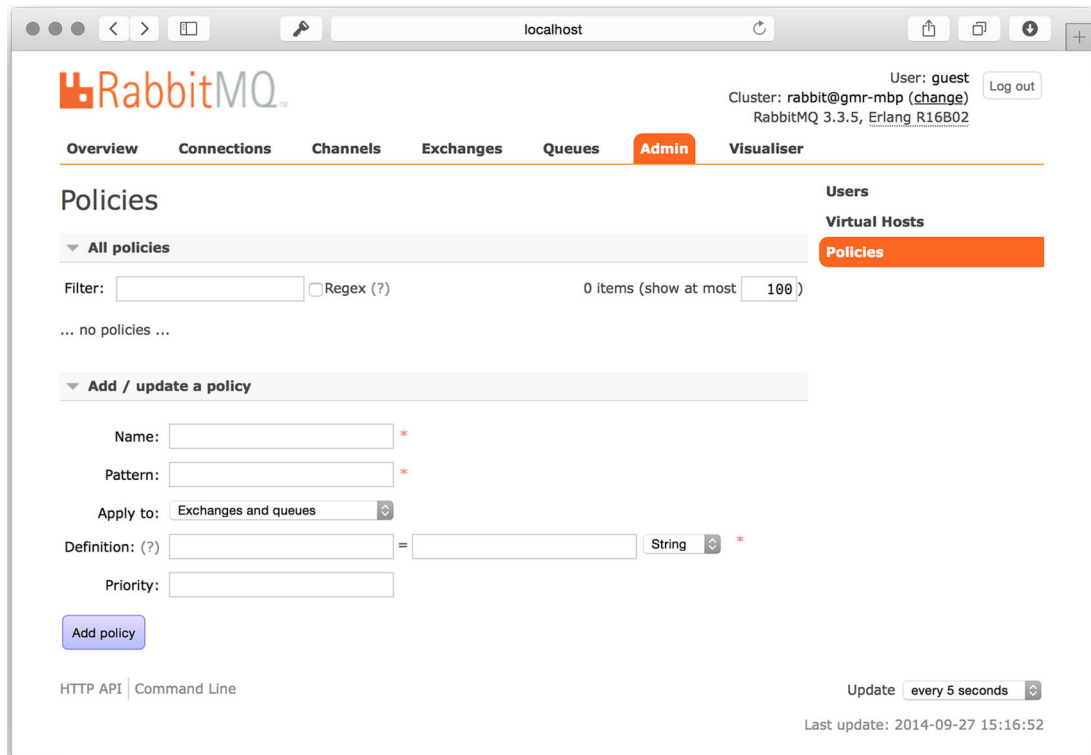 localhost
RabbitMQ
User: guest
Cluster: rabbit@gmr-mbp (change)
RabbitMQ 3.3.5, Erlang R16B02
Log out
Overview Connections Channels Exchanges Queues Admin Visualiser
Policies
Users
Virtual Hosts
Policies
All policies
Filter: Regex (?) 0 items (show at most 100 )
... no policies ...
Add / update a policy
Name: *
Pattern: *
Apply to: Exchanges and queues
Definition: (?) = String *
Priority:
Add policy
HTTP API Command Line
Update every 5 seconds
Last update: 2014-09-27 15:16:52